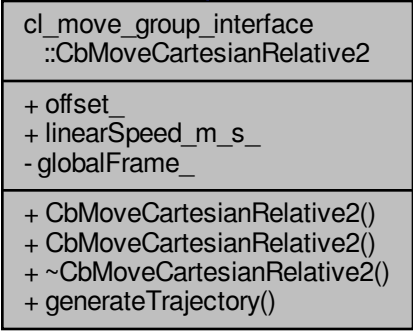 cl_move_group_interface
::CbMoveCartesianRelative2
+ offset_
+ linearSpeed_m_s_
- globalFrame_
+ CbMoveCartesianRelative2()
+ CbMoveCartesianRelative2()
+ ~CbMoveCartesianRelative2()
+ generateTrajectory()